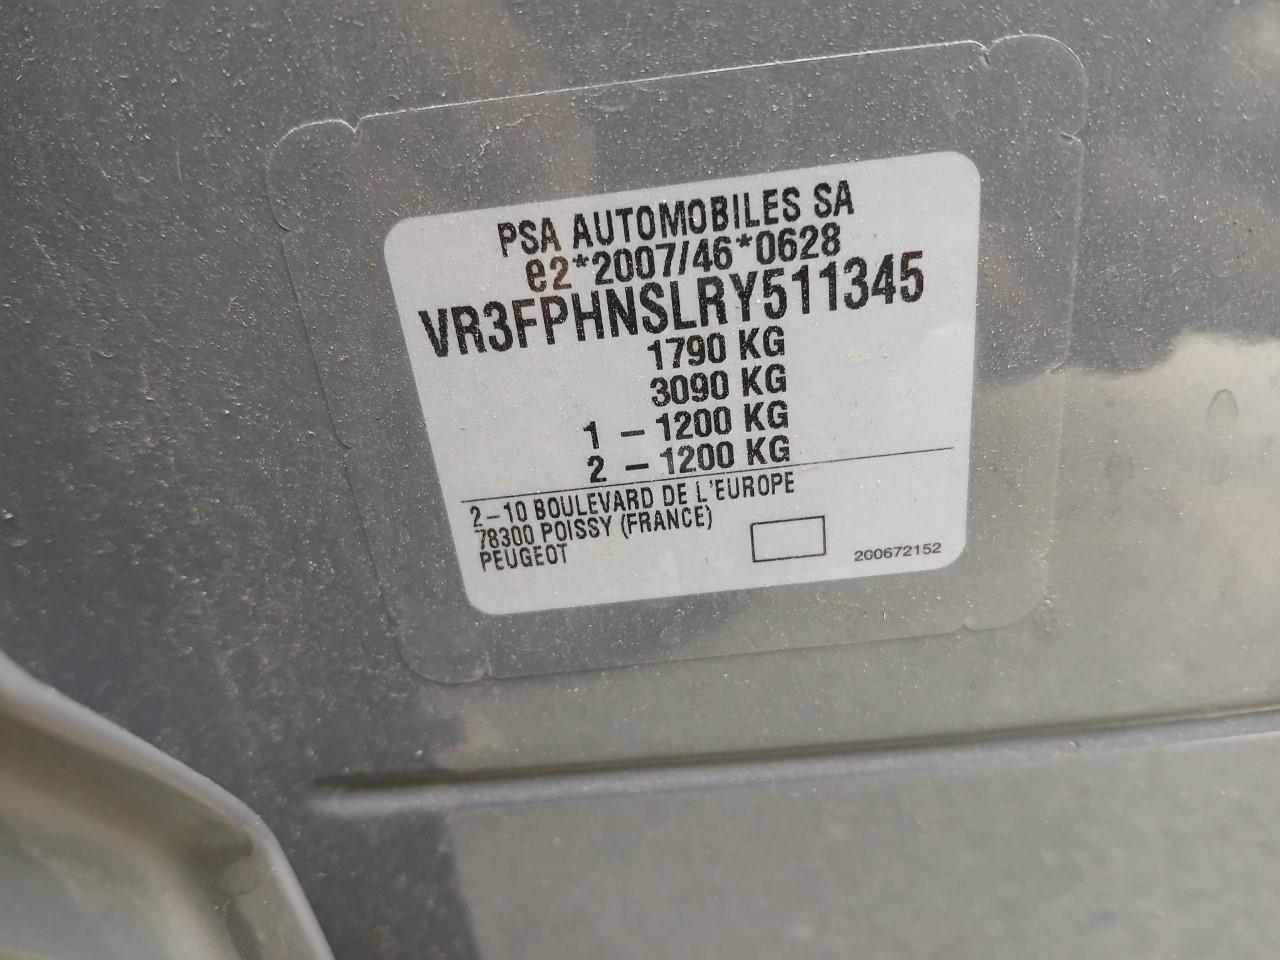 PSA AUTOMOBILES SA
e2*2007/46*0628
VR3FPHNSLRY511345
1790 KG
3090 KG
1 – 1200 KG
2 – 1200 KG
2–10 BOULEVARD DE L'EUROPE
78300 POISSY (FRANCE)
PEUGEOT
200672152